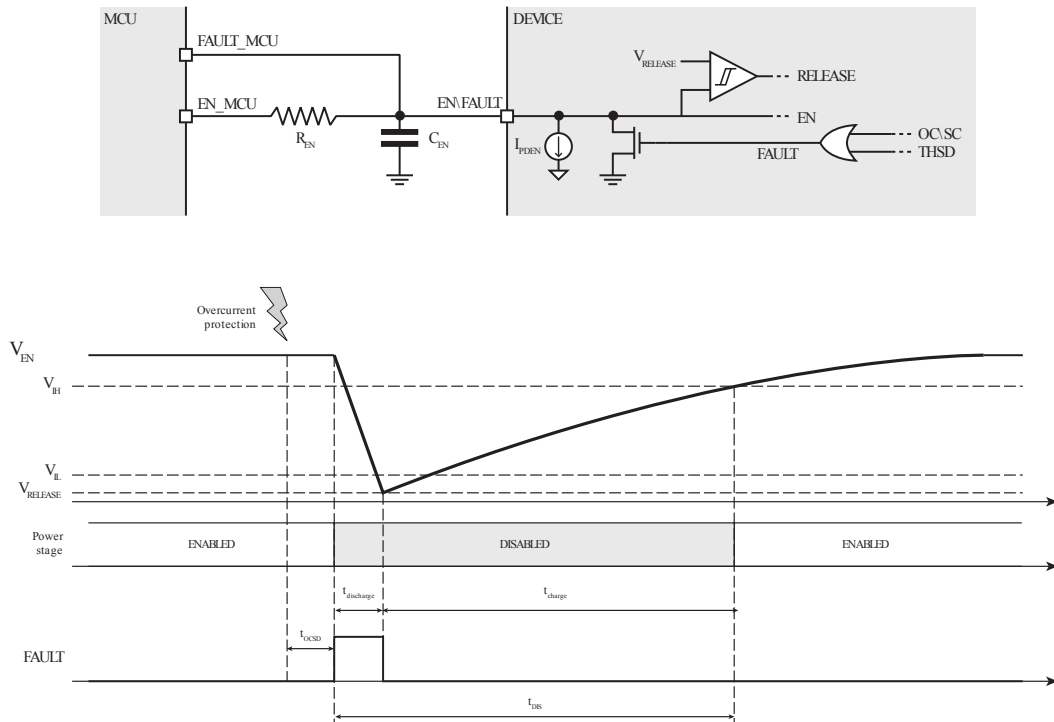 MCU
DEVICE
FAULT_MCU
VRELEASE
RELEASE
EN_MCU
EN\FAULT
EN
REN
CEN
IPDEN
OC\SC
FAULT
THSD
Overcurrent
protection
VEN
VIH
VIL
VRELEASE
Power
stage
ENABLED
DISABLED
ENABLED
tdischarge
tcharge
tOCSD
FAULT
tDIS